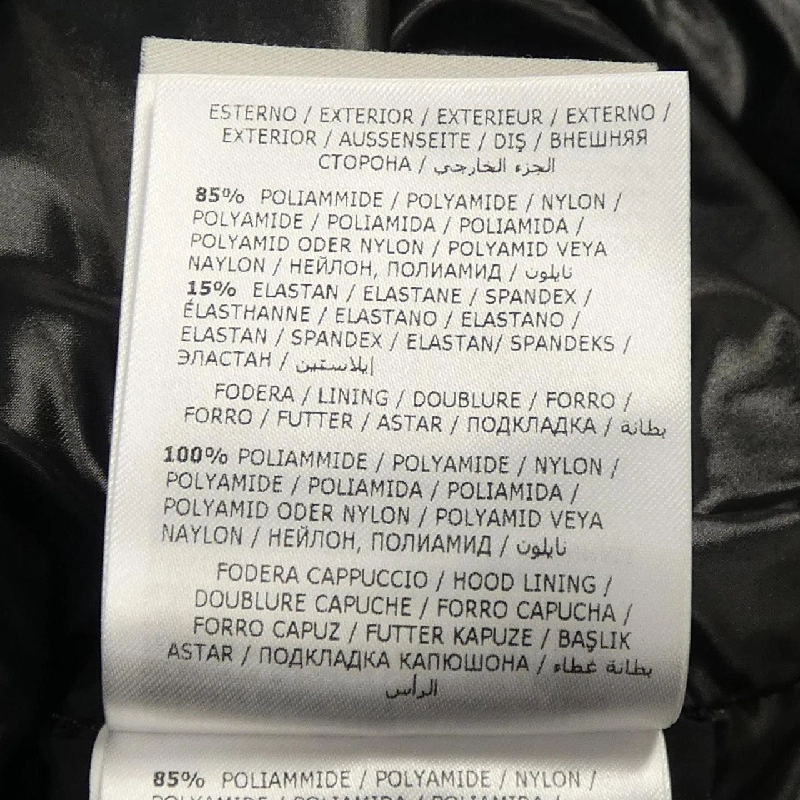 ESTERNO / EXTERIOR / EXTERIEUR / EXTERNO /
EXTERIOR / AUSSENSEITE / DIŞ / ВНЕШНЯЯ
СТОРОНА / الجزء الخارجي
85% POLIAMMIDE / POLYAMIDE / NYLON /
POLYAMIDE / POLIAMIDA / POLIAMIDA /
POLYAMID ODER NYLON / POLYAMID VEYA
NAYLON / НЕЙЛОН, ПОЛИАМИД / نايلون
15% ELASTAN / ELASTANE / SPANDEX /
ÉLASTHANNE / ELASTANO / ELASTANO /
ELASTAN / SPANDEX / ELASTAN/ SPANDEKS /
ЭЛАСТАН / إيلاستين
FODERA / LINING / DOUBLURE / FORRO /
FORRO / FUTTER / ASTAR / ПОДКЛАДКА / بطانة
100% POLIAMMIDE / POLYAMIDE / NYLON /
POLYAMIDE / POLIAMIDA / POLIAMIDA /
POLYAMID ODER NYLON / POLYAMID VEYA
NAYLON / НЕЙЛОН, ПОЛИАМИД / نايلون
FODERA CAPPUCCIO / HOOD LINING /
DOUBLURE CAPUCHE / FORRO CAPUCHA /
FORRO CAPUZ / FUTTER KAPUZE / BAŞLIK
ASTAR / ПОДКЛАДКА КАПЮШОНА / بطانة غطاء
الرأس
85% POLIAMMIDE / POLYAMIDE / NYLON /
POLYAMIDE / POLIAMIDA / POLIAMIDA /